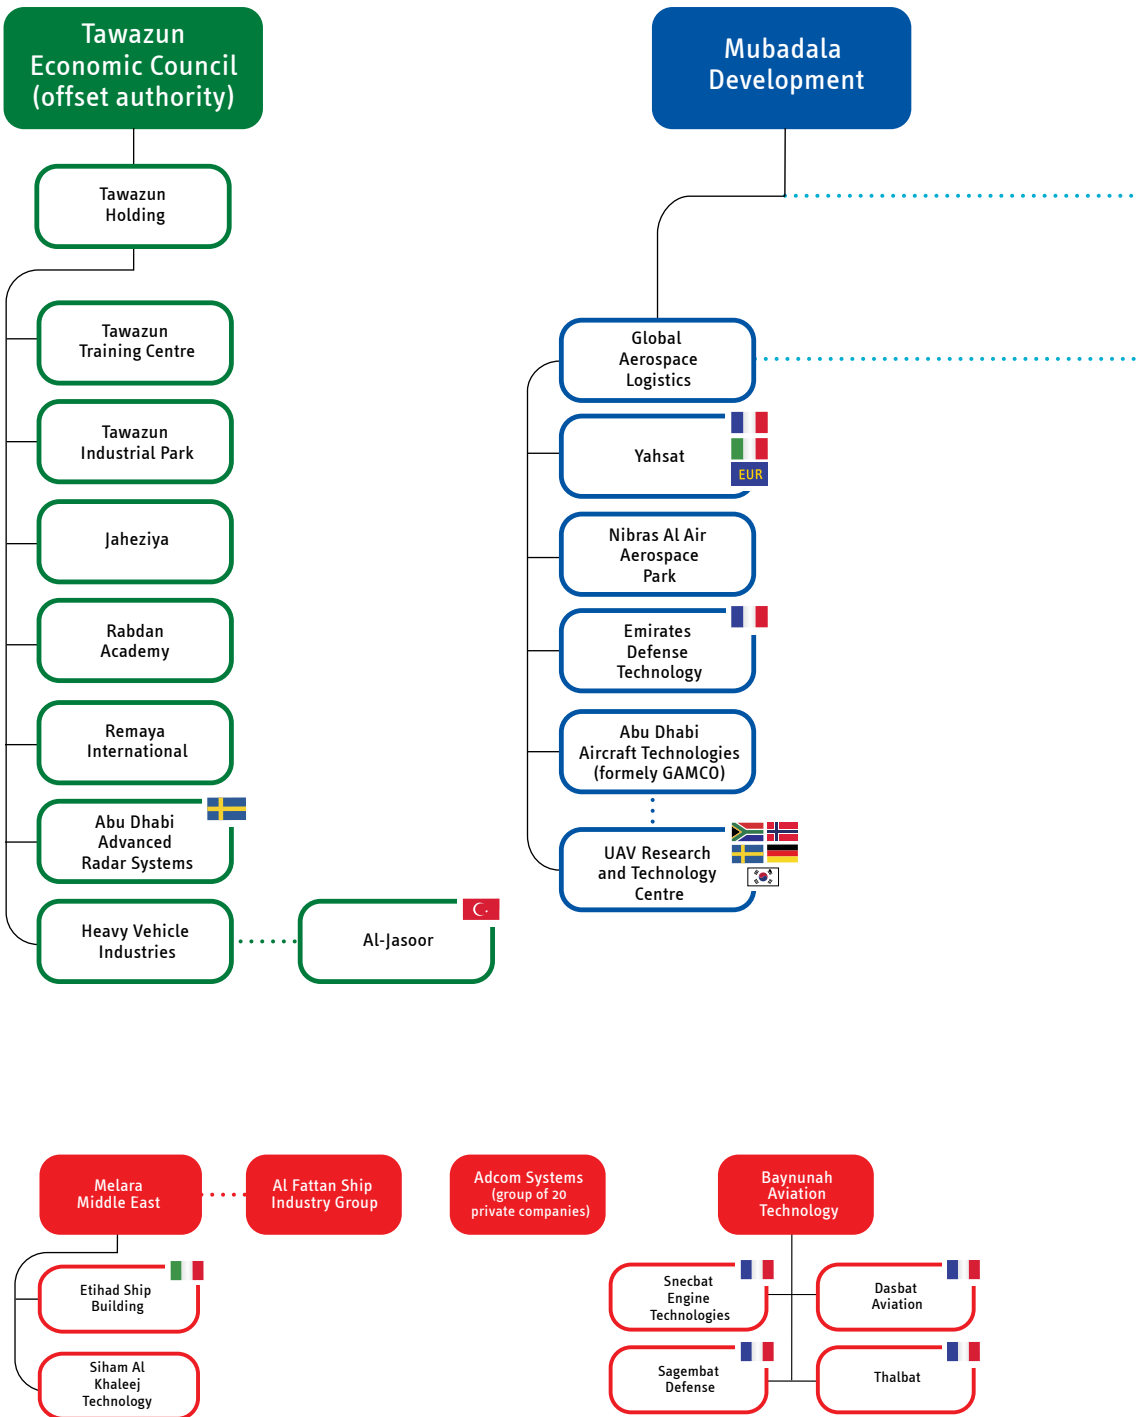 Tawazun
Economic Council
(offset authority)
Tawazun
Holding
Tawazun
Training Centre
Tawazun
Industrial Park
Jaheziya
Rabdan
Academy
Remaya
International
Abu Dhabi
Advanced
Radar Systems
Heavy Vehicle
Industries
Al-Jasoor
Mubadala
Development
Global
Aerospace
Logistics
Yahsat
EUR
Nibras Al Air
Aerospace
Park
Emirates
Defense
Technology
Abu Dhabi
Aircraft Technologies
(formely GAMCO)
UAV Research
and Technology
Centre
Melara
Middle East
Al Fattan Ship
Industry Group
Etihad Ship
Building
Siham Al
Khaleej
Technology
Adcom Systems
(group of 20
private companies)
Baynunah
Aviation
Technology
Snecbat
Engine
Technologies
Dasbat
Aviation
Sagembat
Defense
Thalbat